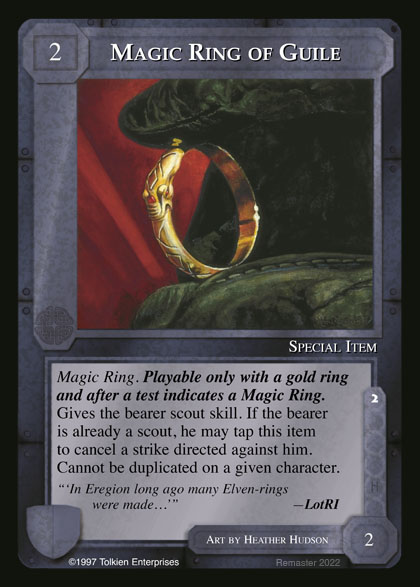 2
MAGIC RING OF GUILE
SPECIAL ITEM
Magic Ring. Playable only with a gold ring
and after a test indicates a Magic Ring.
Gives the bearer scout skill. If the bearer
is already a scout, he may tap this item
to cancel a strike directed against him.
Cannot be duplicated on a given character.
2
“‘In Eregion long ago many Elven-rings
were made…’” –LotRI
H
ART BY HEATHER HUDSON
2
©1997 Tolkien Enterprises
Remaster 2022